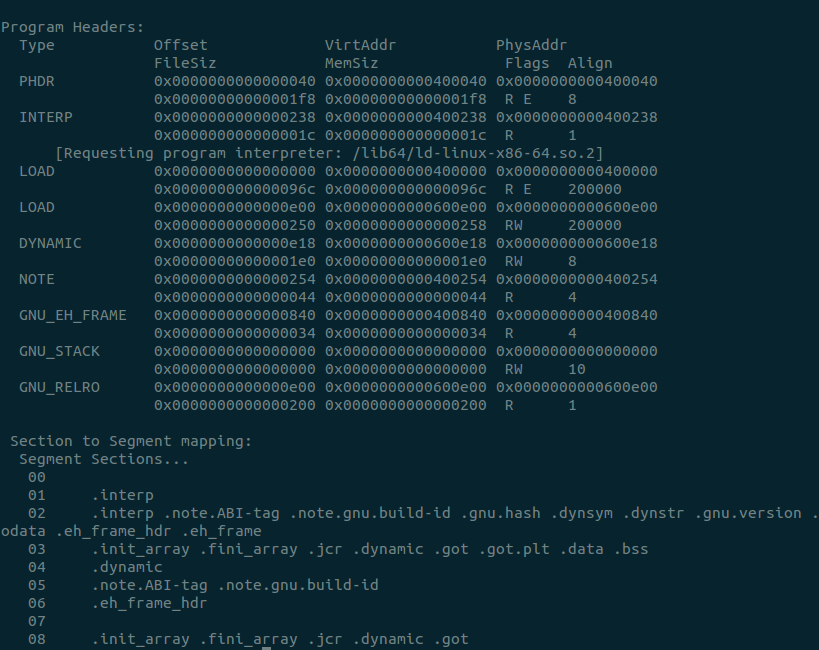 Program Headers:
  Type           Offset             VirtAddr           PhysAddr
                 FileSiz            MemSiz              Flags  Align
  PHDR           0x0000000000000040 0x0000000000400040 0x0000000000400040
                 0x00000000000001f8 0x00000000000001f8  R E    8
  INTERP         0x0000000000000238 0x0000000000400238 0x0000000000400238
                 0x000000000000001c 0x000000000000001c  R      1
      [Requesting program interpreter: /lib64/ld-linux-x86-64.so.2]
  LOAD           0x0000000000000000 0x0000000000400000 0x0000000000400000
                 0x000000000000096c 0x000000000000096c  R E    200000
  LOAD           0x0000000000000e00 0x0000000000600e00 0x0000000000600e00
                 0x0000000000000250 0x0000000000000258  RW     200000
  DYNAMIC        0x0000000000000e18 0x0000000000600e18 0x0000000000600e18
                 0x00000000000001e0 0x00000000000001e0  RW     8
  NOTE           0x0000000000000254 0x0000000000400254 0x0000000000400254
                 0x0000000000000044 0x0000000000000044  R      4
  GNU_EH_FRAME   0x0000000000000840 0x0000000000400840 0x0000000000400840
                 0x0000000000000034 0x0000000000000034  R      4
  GNU_STACK      0x0000000000000000 0x0000000000000000 0x0000000000000000
                 0x0000000000000000 0x0000000000000000  RW     10
  GNU_RELRO      0x0000000000000e00 0x0000000000600e00 0x0000000000600e00
                 0x0000000000000200 0x0000000000000200  R      1
 Section to Segment mapping:
  Segment Sections...
   00
   01     .interp
   02     .interp .note.ABI-tag .note.gnu.build-id .gnu.hash .dynsym .dynstr .gnu.version .
odata .eh_frame_hdr .eh_frame
   03     .init_array .fini_array .jcr .dynamic .got .got.plt .data .bss
   04     .dynamic
   05     .note.ABI-tag .note.gnu.build-id
   06     .eh_frame_hdr
   07
   08     .init_array .fini_array .jcr .dynamic .got